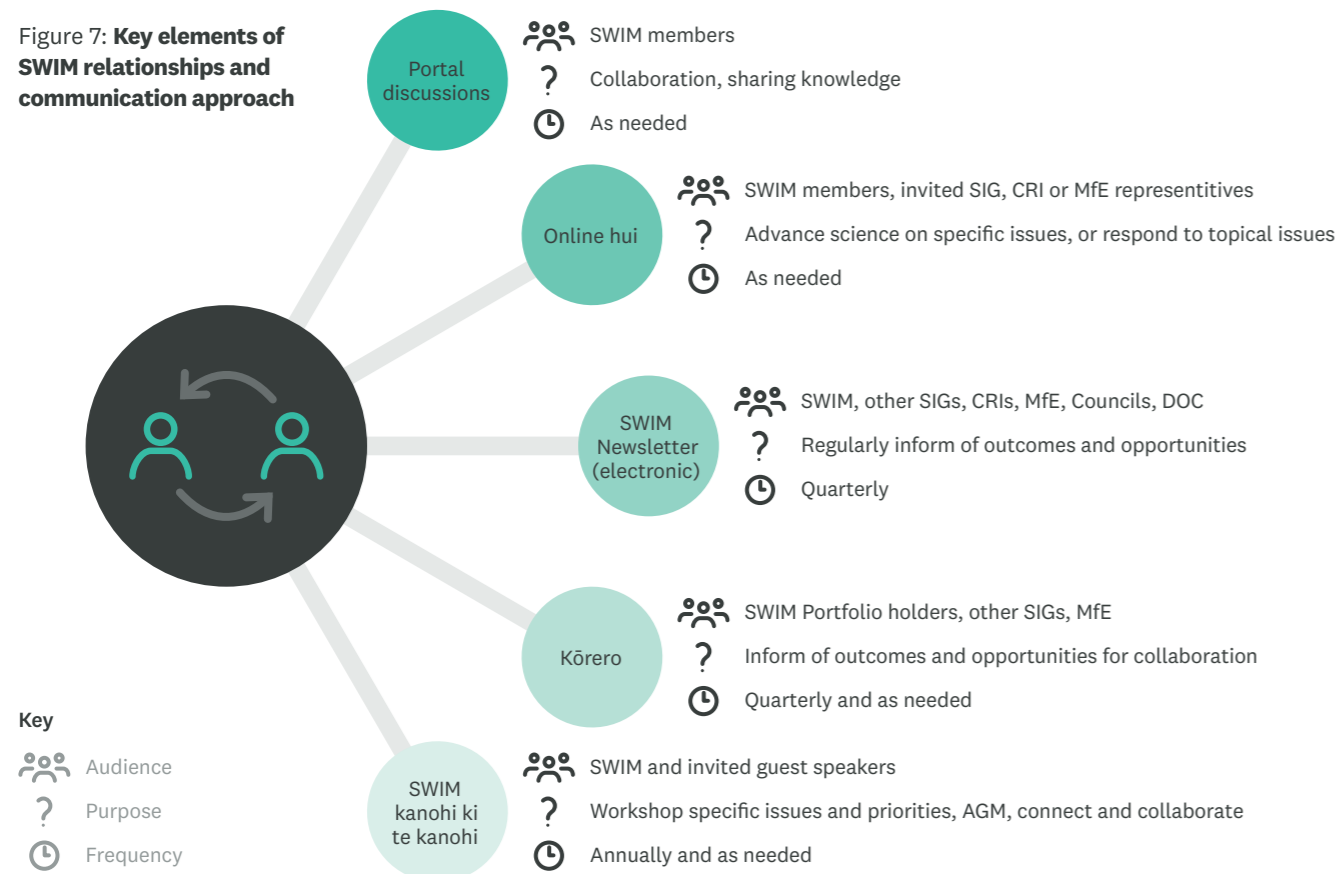 Figure 7: Key elements of
SWIM relationships and
communication approach
Portal
discussions
SWIM members
?
Collaboration, sharing knowledge
As needed
Online hui
SWIM members, invited SIG, CRI or MfE representitives
?
Advance science on specific issues, or respond to topical issues
As needed
SWIM
Newsletter
(electronic)
SWIM, other SIGs, CRIs, MfE, Councils, DOC
?
Regularly inform of outcomes and opportunities
Quarterly
Kōrero
SWIM Portfolio holders, other SIGs, MfE
?
Inform of outcomes and opportunities for collaboration
Quarterly and as needed
SWIM
kanohi ki
te kanohi
SWIM and invited guest speakers
?
Workshop specific issues and priorities, AGM, connect and collaborate
Annually and as needed
Key
Audience
?
Purpose
Frequency